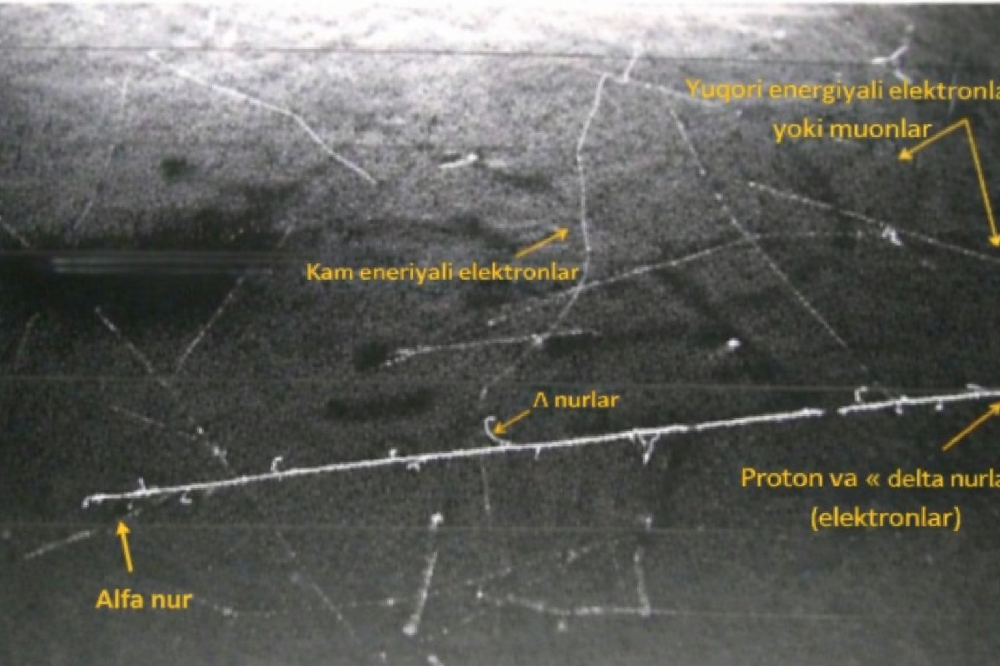 Yuqori energiyali elektronla
yoki muonlar
Kam eneriyali elektronlar
Λ nurlar
Proton va « delta nurla
(elektronlar)
Alfa nur